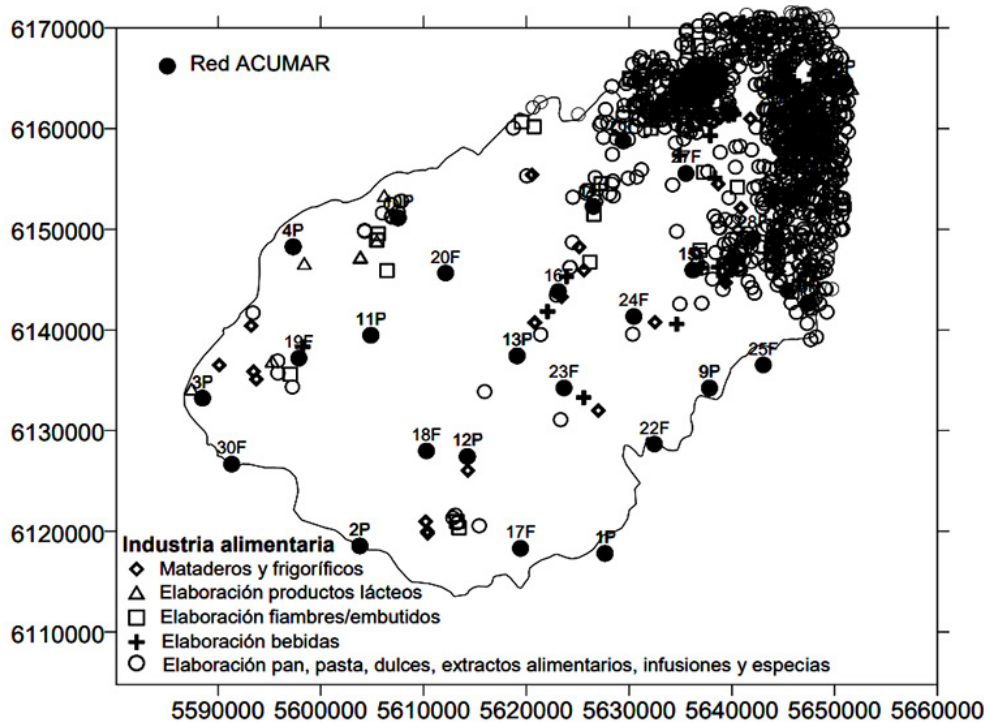 6170000
Red ACUMAR
6160000
27F
6150000
4P
20F
15
16F
6140000
24F
11P
19F
13P
25F
23F
9P
3P
6130000
22F
18F
12P
30F
6120000
2P
17F
1P
Industria alimentaria
Mataderos y frigoríficos
Elaboración productos lácteos
Elaboración fiambres/embutidos
6110000
Elaboración bebidas
Elaboración pan, pasta, dulces, extractos alimentarios, infusiones y especias
5590000 5600000 5610000 5620000 5630000 5640000 5650000 5660000